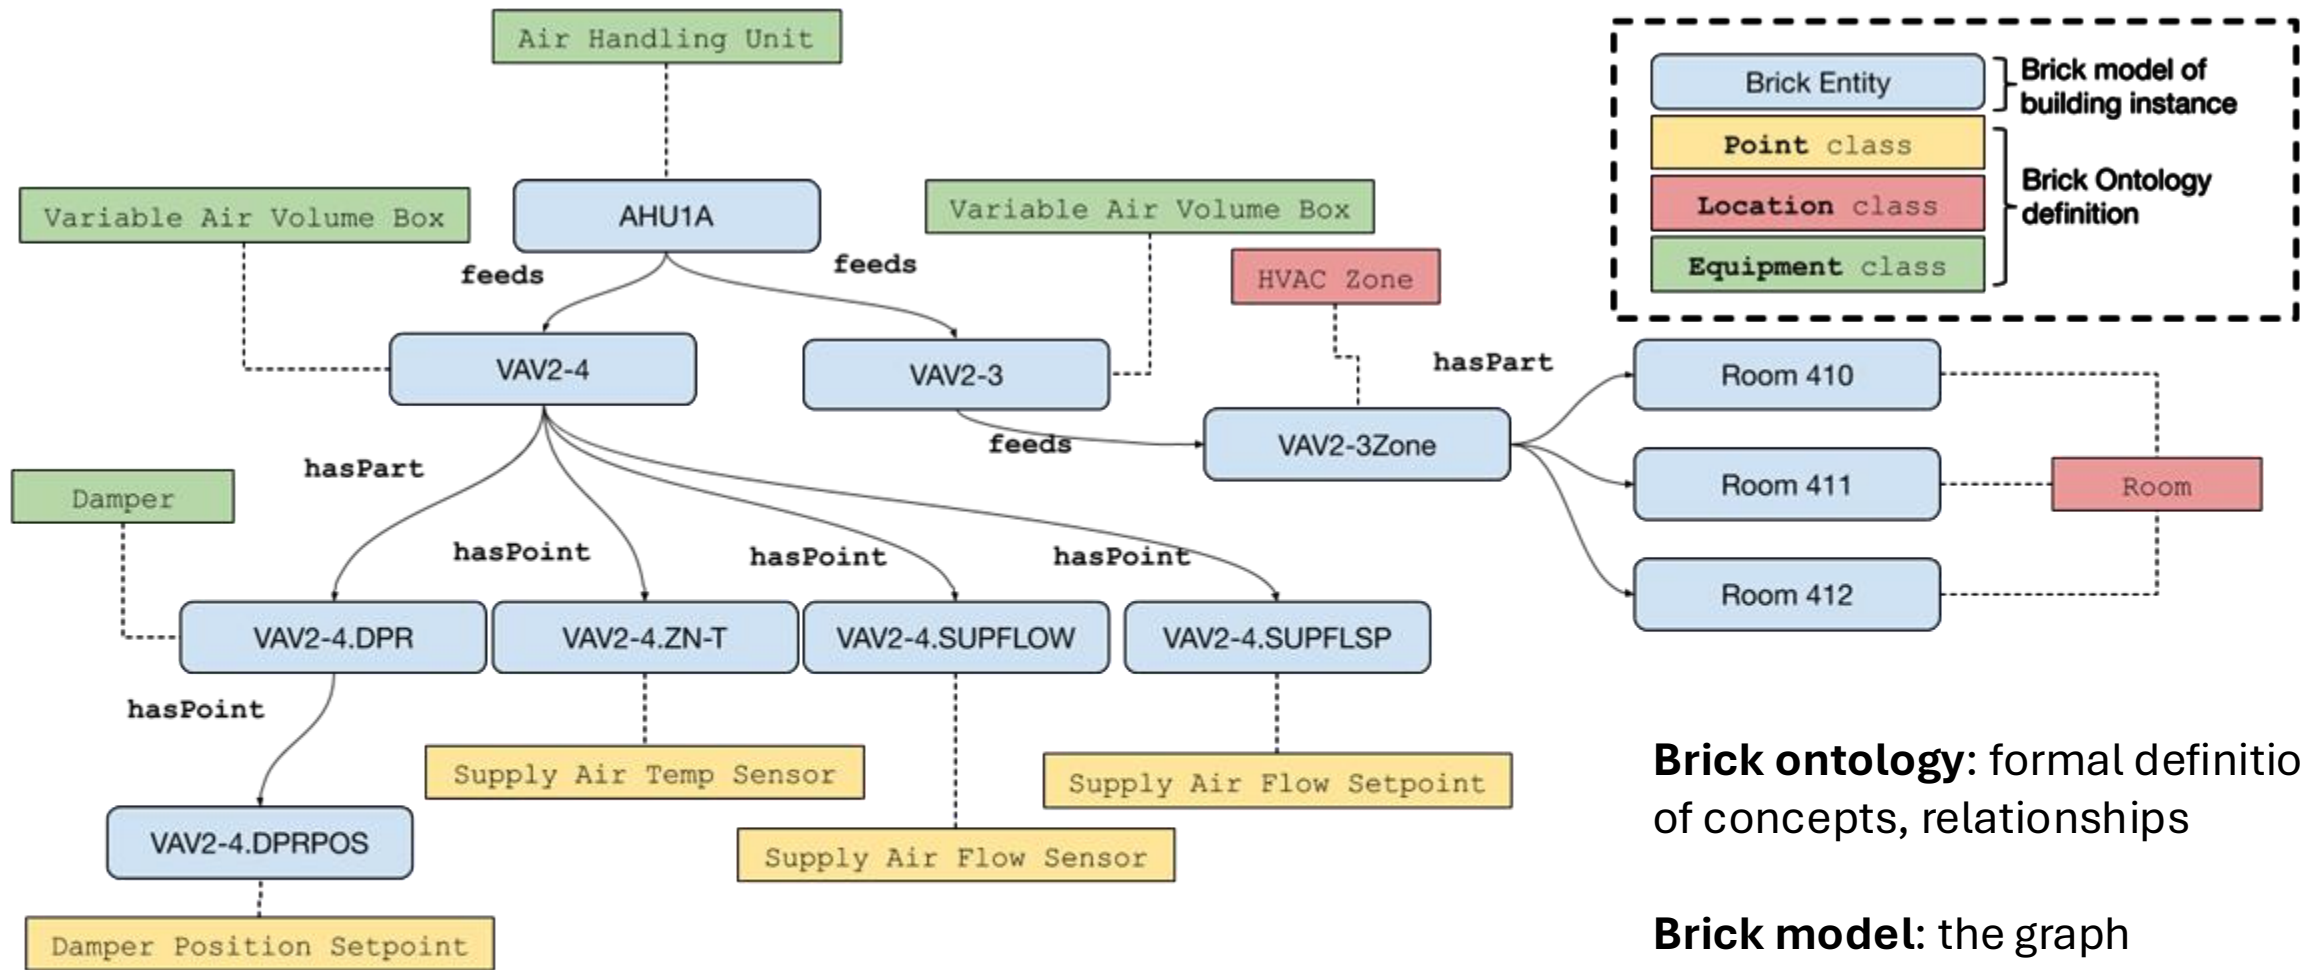 Air Handling Unit
Brick Entity
Brick model of
building instance
Point class
Location class
Equipment class
Brick Ontology
definition
Variable Air Volume Box
AHU1A
Variable Air Volume Box
feeds
feeds
HVAC Zone
VAV2-4
VAV2-3
hasPart
Room 410
feeds
VAV2-3Zone
hasPart
Room 411
Room
Damper
hasPoint
hasPoint
hasPoint
Room 412
VAV2-4.DPR
VAV2-4.ZN-T
VAV2-4.SUPFLOW
VAV2-4.SUPFLSP
hasPoint
Supply Air Temp Sensor
Supply Air Flow Setpoint
VAV2-4.DPRPOS
Supply Air Flow Sensor
Damper Position Setpoint
Brick ontology: formal definitio
of concepts, relationships
Brick model: the graph